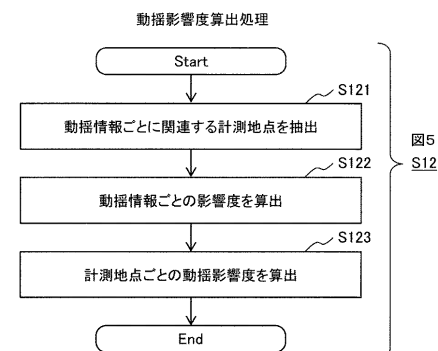 動揺影響度算出処理
Start
S121
動揺情報ごとに関連する計測地点を抽出
図5
S12
S122
動揺情報ごとの影響度を算出
S123
計測地点ごとの動揺影響度を算出
End